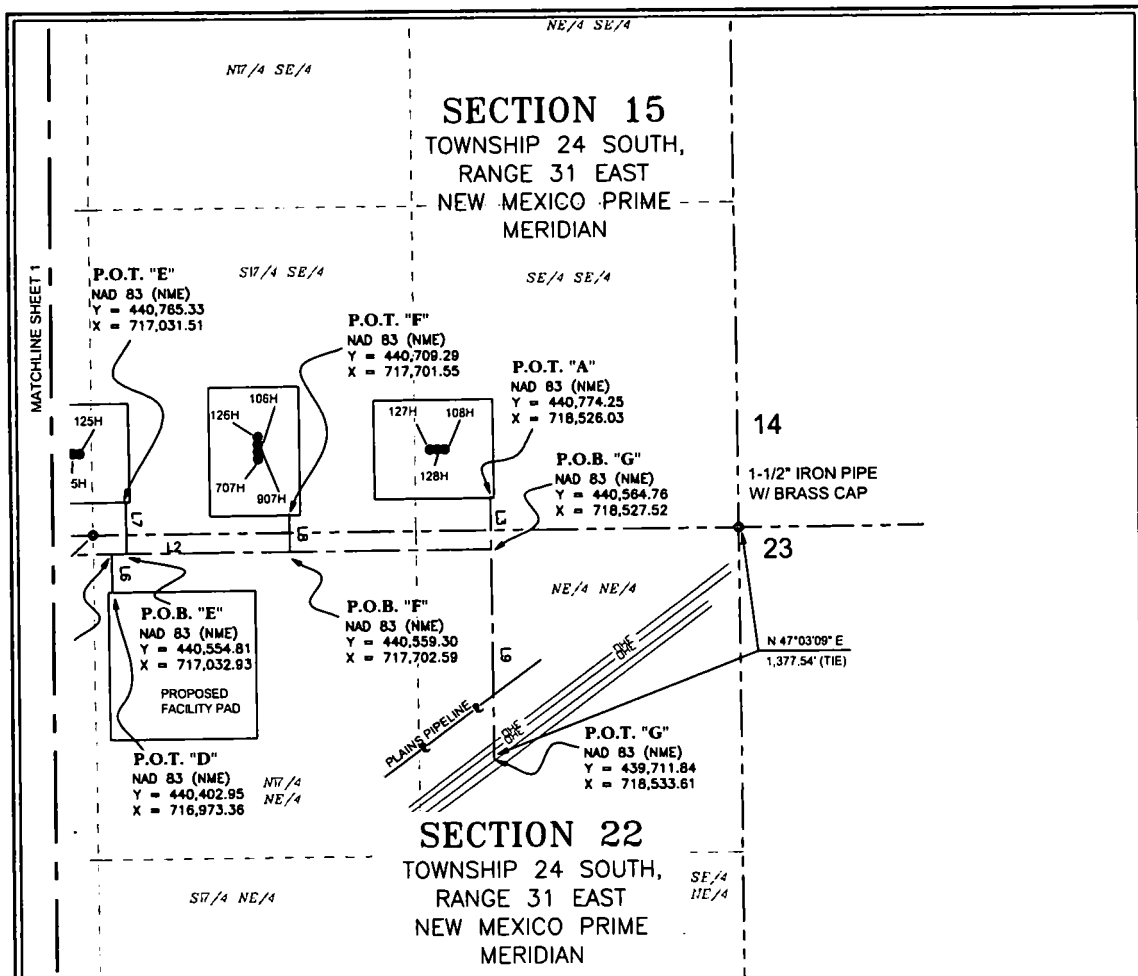 NE/4 SE/4
NW/4 SE/4
SECTION 15
TOWNSHIP 24 SOUTH,
RANGE 31 EAST
NEW MEXICO PRIME
MERIDIAN
MATCHLINE SHEET 1
SW/4 SE/4
SE/4 SE/4
P.O.T. "E"
NAD 83 (NME)
Y = 440,765.33
X = 717,031.51
P.O.T. "F"
NAD 83 (NME)
Y = 440,709.29
X = 717,701.55
P.O.T. "A"
NAD 83 (NME)
Y = 440,774.25
X = 718,526.03
125H
5H
126H
106H
707H
907H
127H
108H
128H
P.O.B. "G"
NAD 83 (NME)
Y = 440,564.76
X = 718,527.52
14
1-1/2" IRON PIPE
W/ BRASS CAP
23
L7
L2
L8
L3
L6
L9
P.O.B. "E"
NAD 83 (NME)
Y = 440,554.81
X = 717,032.93
PROPOSED
FACILITY PAD
P.O.B. "F"
NAD 83 (NME)
Y = 440,559.30
X = 717,702.59
NE/4 NE/4
OHE
OHE
N 47°03'09" E
1,377.54' (TIE)
PLAINS PIPELINE
OHE
OHE
P.O.T. "D"
NAD 83 (NME)
Y = 440,402.95
X = 716,973.36
NW/4
NE/4
P.O.T. "G"
NAD 83 (NME)
Y = 439,711.84
X = 718,533.61
SECTION 22
TOWNSHIP 24 SOUTH,
RANGE 31 EAST
NEW MEXICO PRIME
MERIDIAN
SW/4 NE/4
SE/4
NE/4